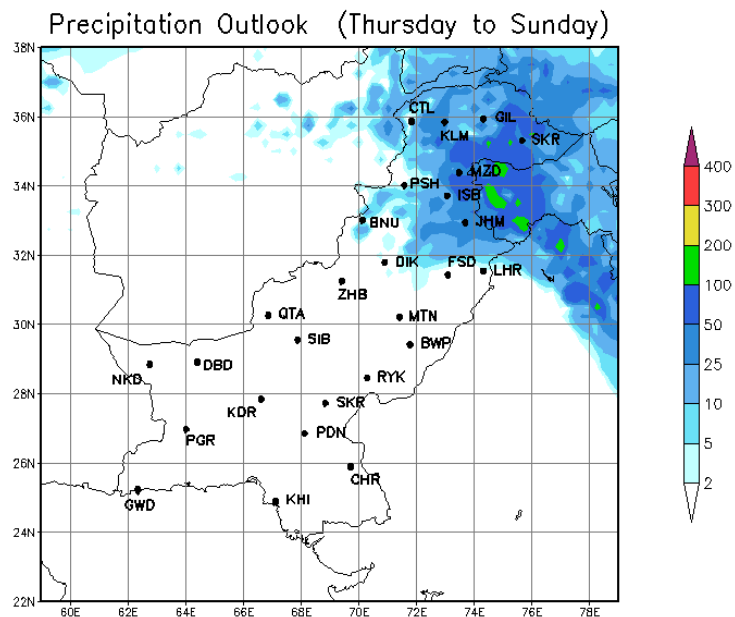 Precipitation Outlook (Thursday to Sunday)
38N
36N
34N
32N
30N
28N
26N
24N
22N
60E
62E
64E
66E
68E
70E
72E
74E
76E
78E
CTL
KLM
GIL
SKR
MZD
PSH
ISB
BNU
JHM
DIK
FSD
LHR
ZHB
QTA
MTN
SIB
BWP
NKD
DBD
RYK
KDR
SKR
PGR
PDN
CHR
GWD
KHI
400
300
200
100
50
25
10
5
2